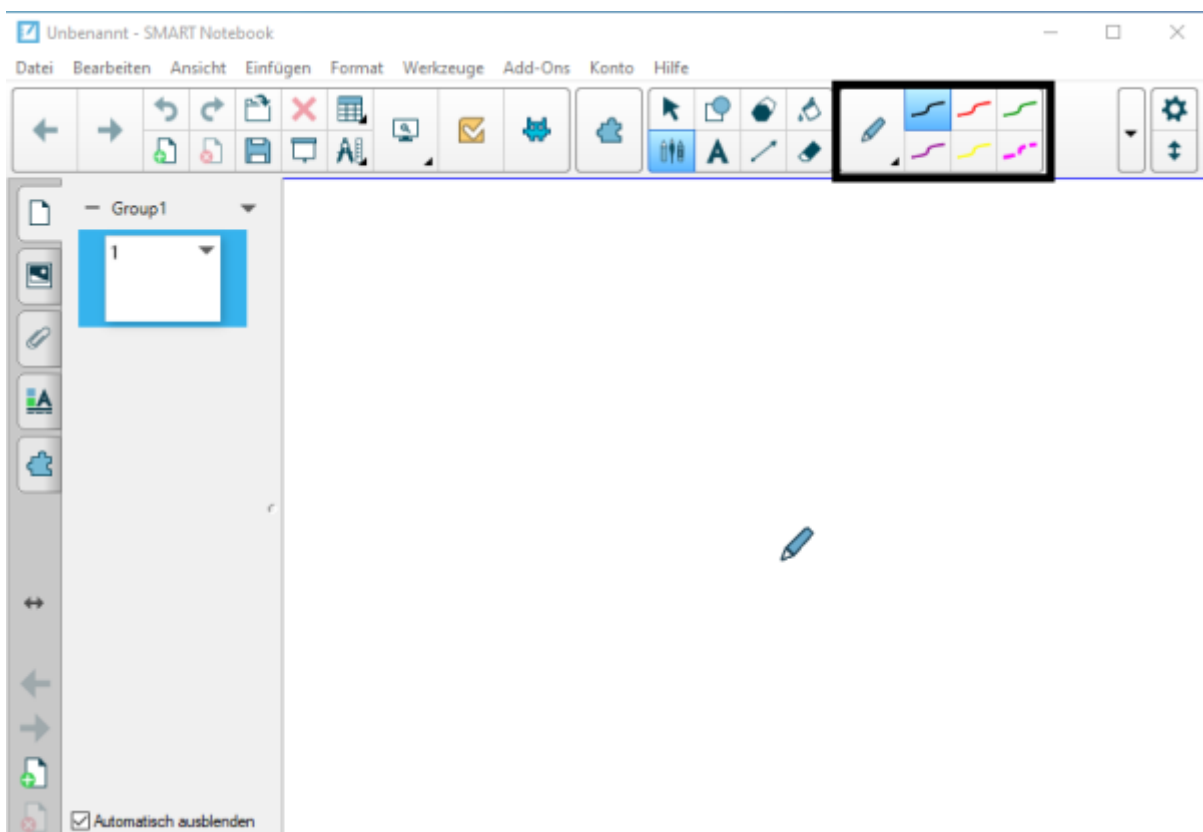 Unbenannt - SMART Notebook
Datei Bearbeiten Ansicht Einfügen Format Werkzeuge Add-Ons Konto Hilfe
Group1
1
Automatisch ausblenden